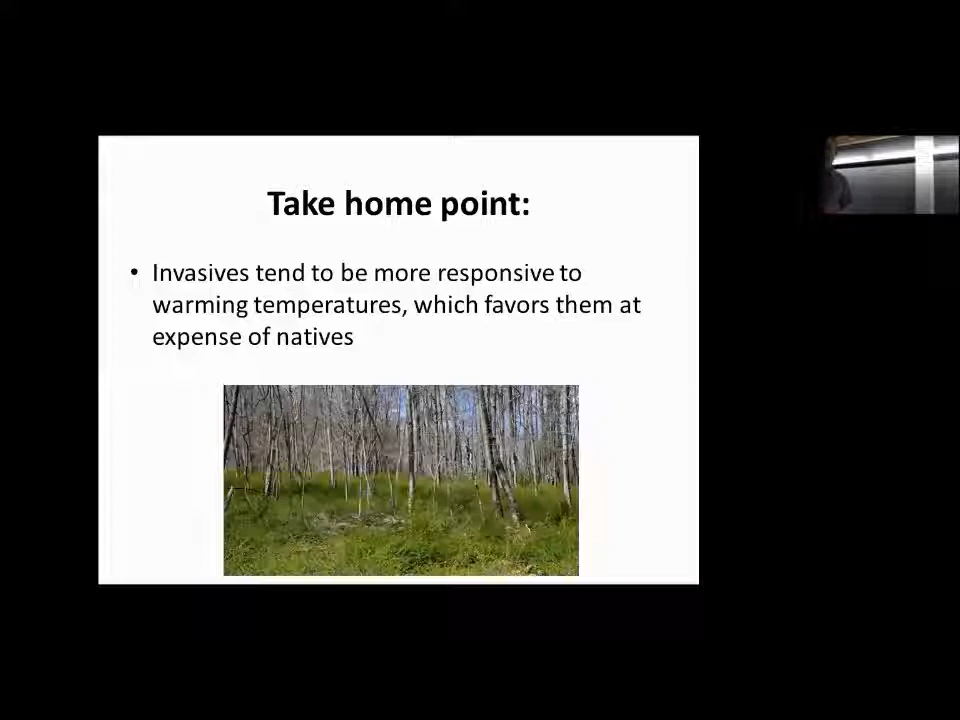 Take home point:
• Invasives tend to be more responsive to
warming temperatures, which favors them at
expense of natives